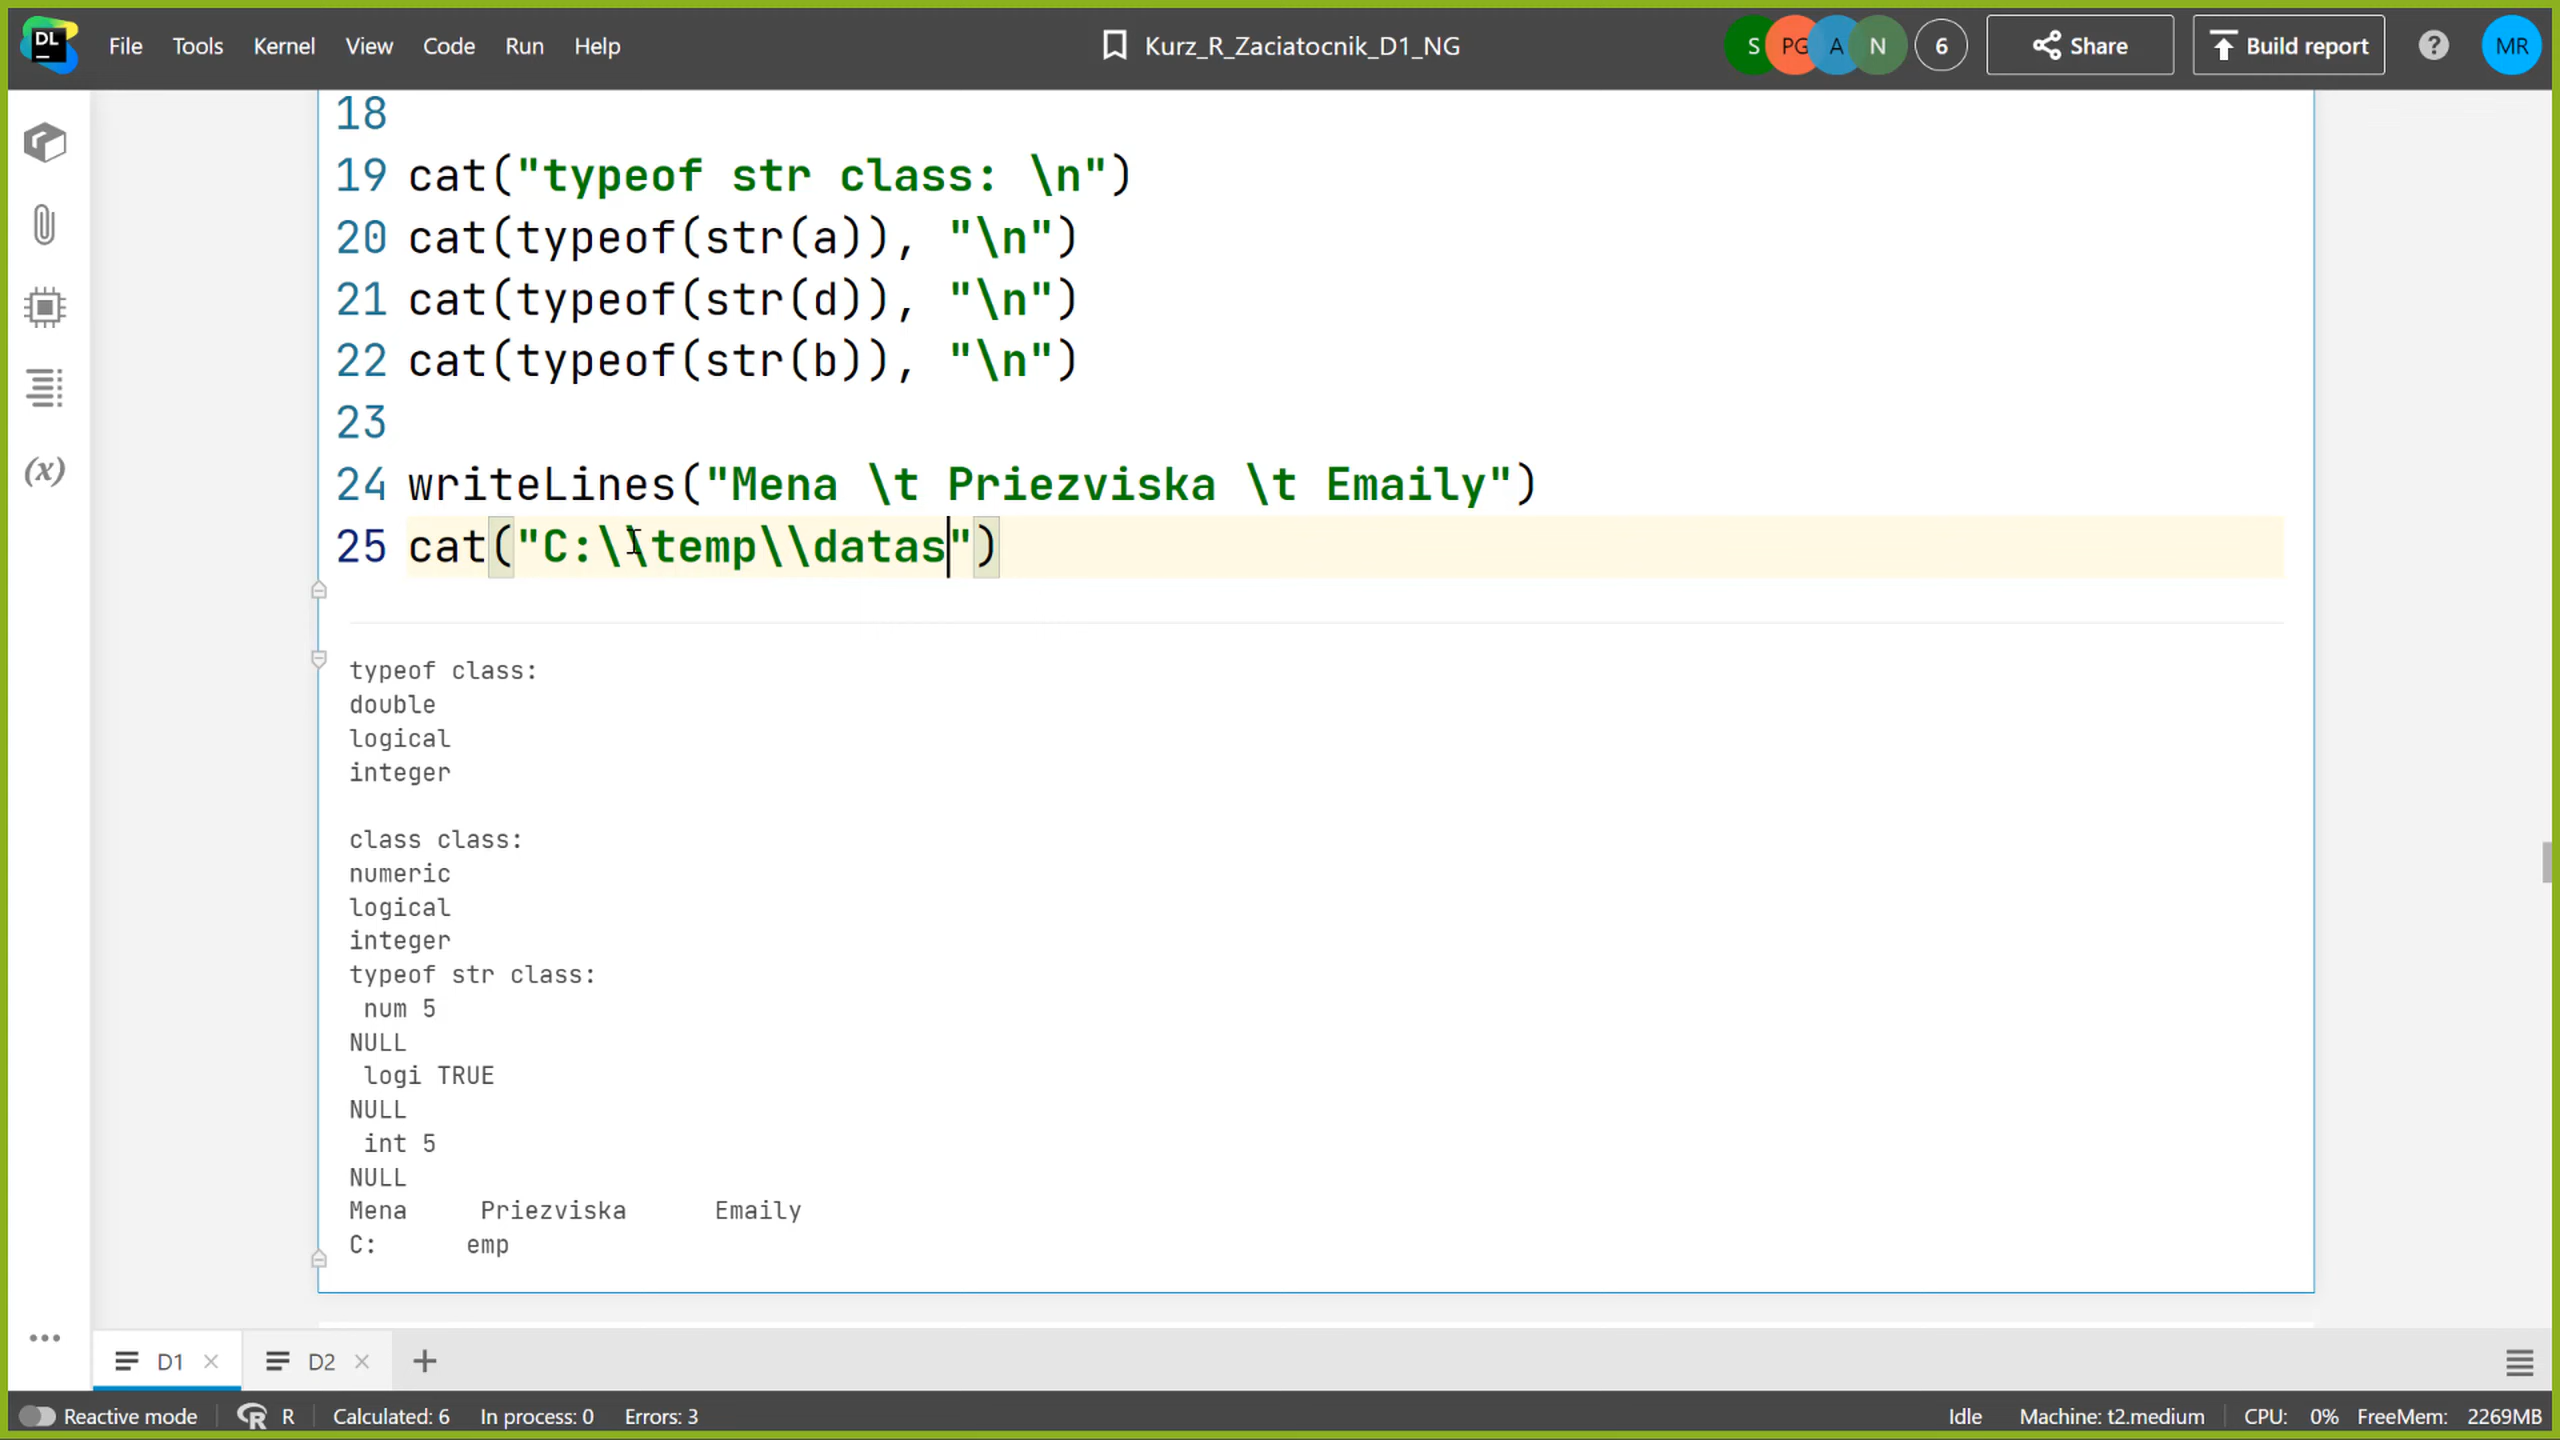 DL File Tools Kernel View Code Run Help Kurz_R_Zaciatocnik_D1_NG S PG A N 6 Share Build report ? MR
18
19 cat("typeof str class: \n")
20 cat(typeof(str(a)), "\n")
21 cat(typeof(str(d)), "\n")
22 cat(typeof(str(b)), "\n")
23
24 writeLines("Mena \t Priezviska \t Emaily")
25 cat("C:\\temp\\datas")
(x)
typeof class:
double
logical
integer
class class:
numeric
logical
integer
typeof str class:
num 5
NULL
logi TRUE
NULL
int 5
NULL
Mena Priezviska Emaily
C: emp
D1 D2
Reactive mode R Calculated: 6 In process: 0 Errors: 3 Idle Machine: t2.medium CPU: 0% FreeMem: 2269MB